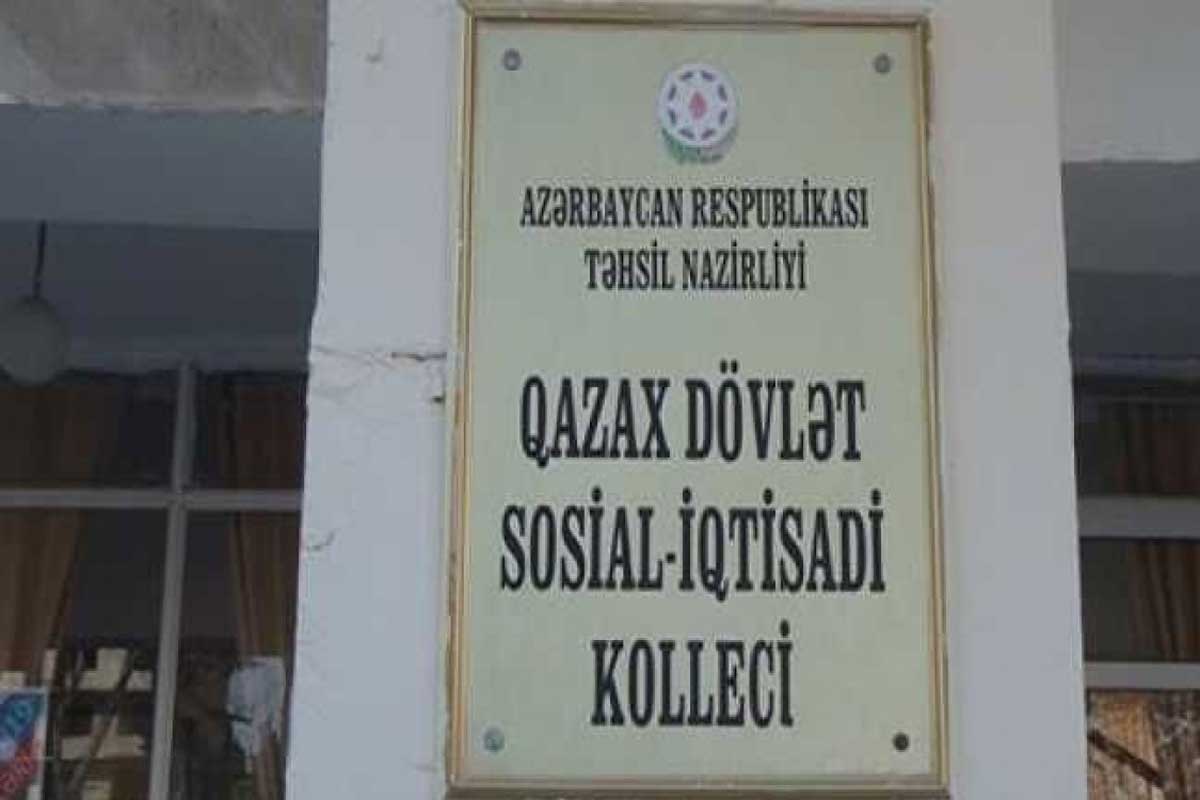 AZƏRBAYCAN RESPUBLİKASI
TƏHSİL NAZİRLİYİ
QAZAX DÖVLƏT
SOSİAL-İQTİSADİ
KOLLECİ